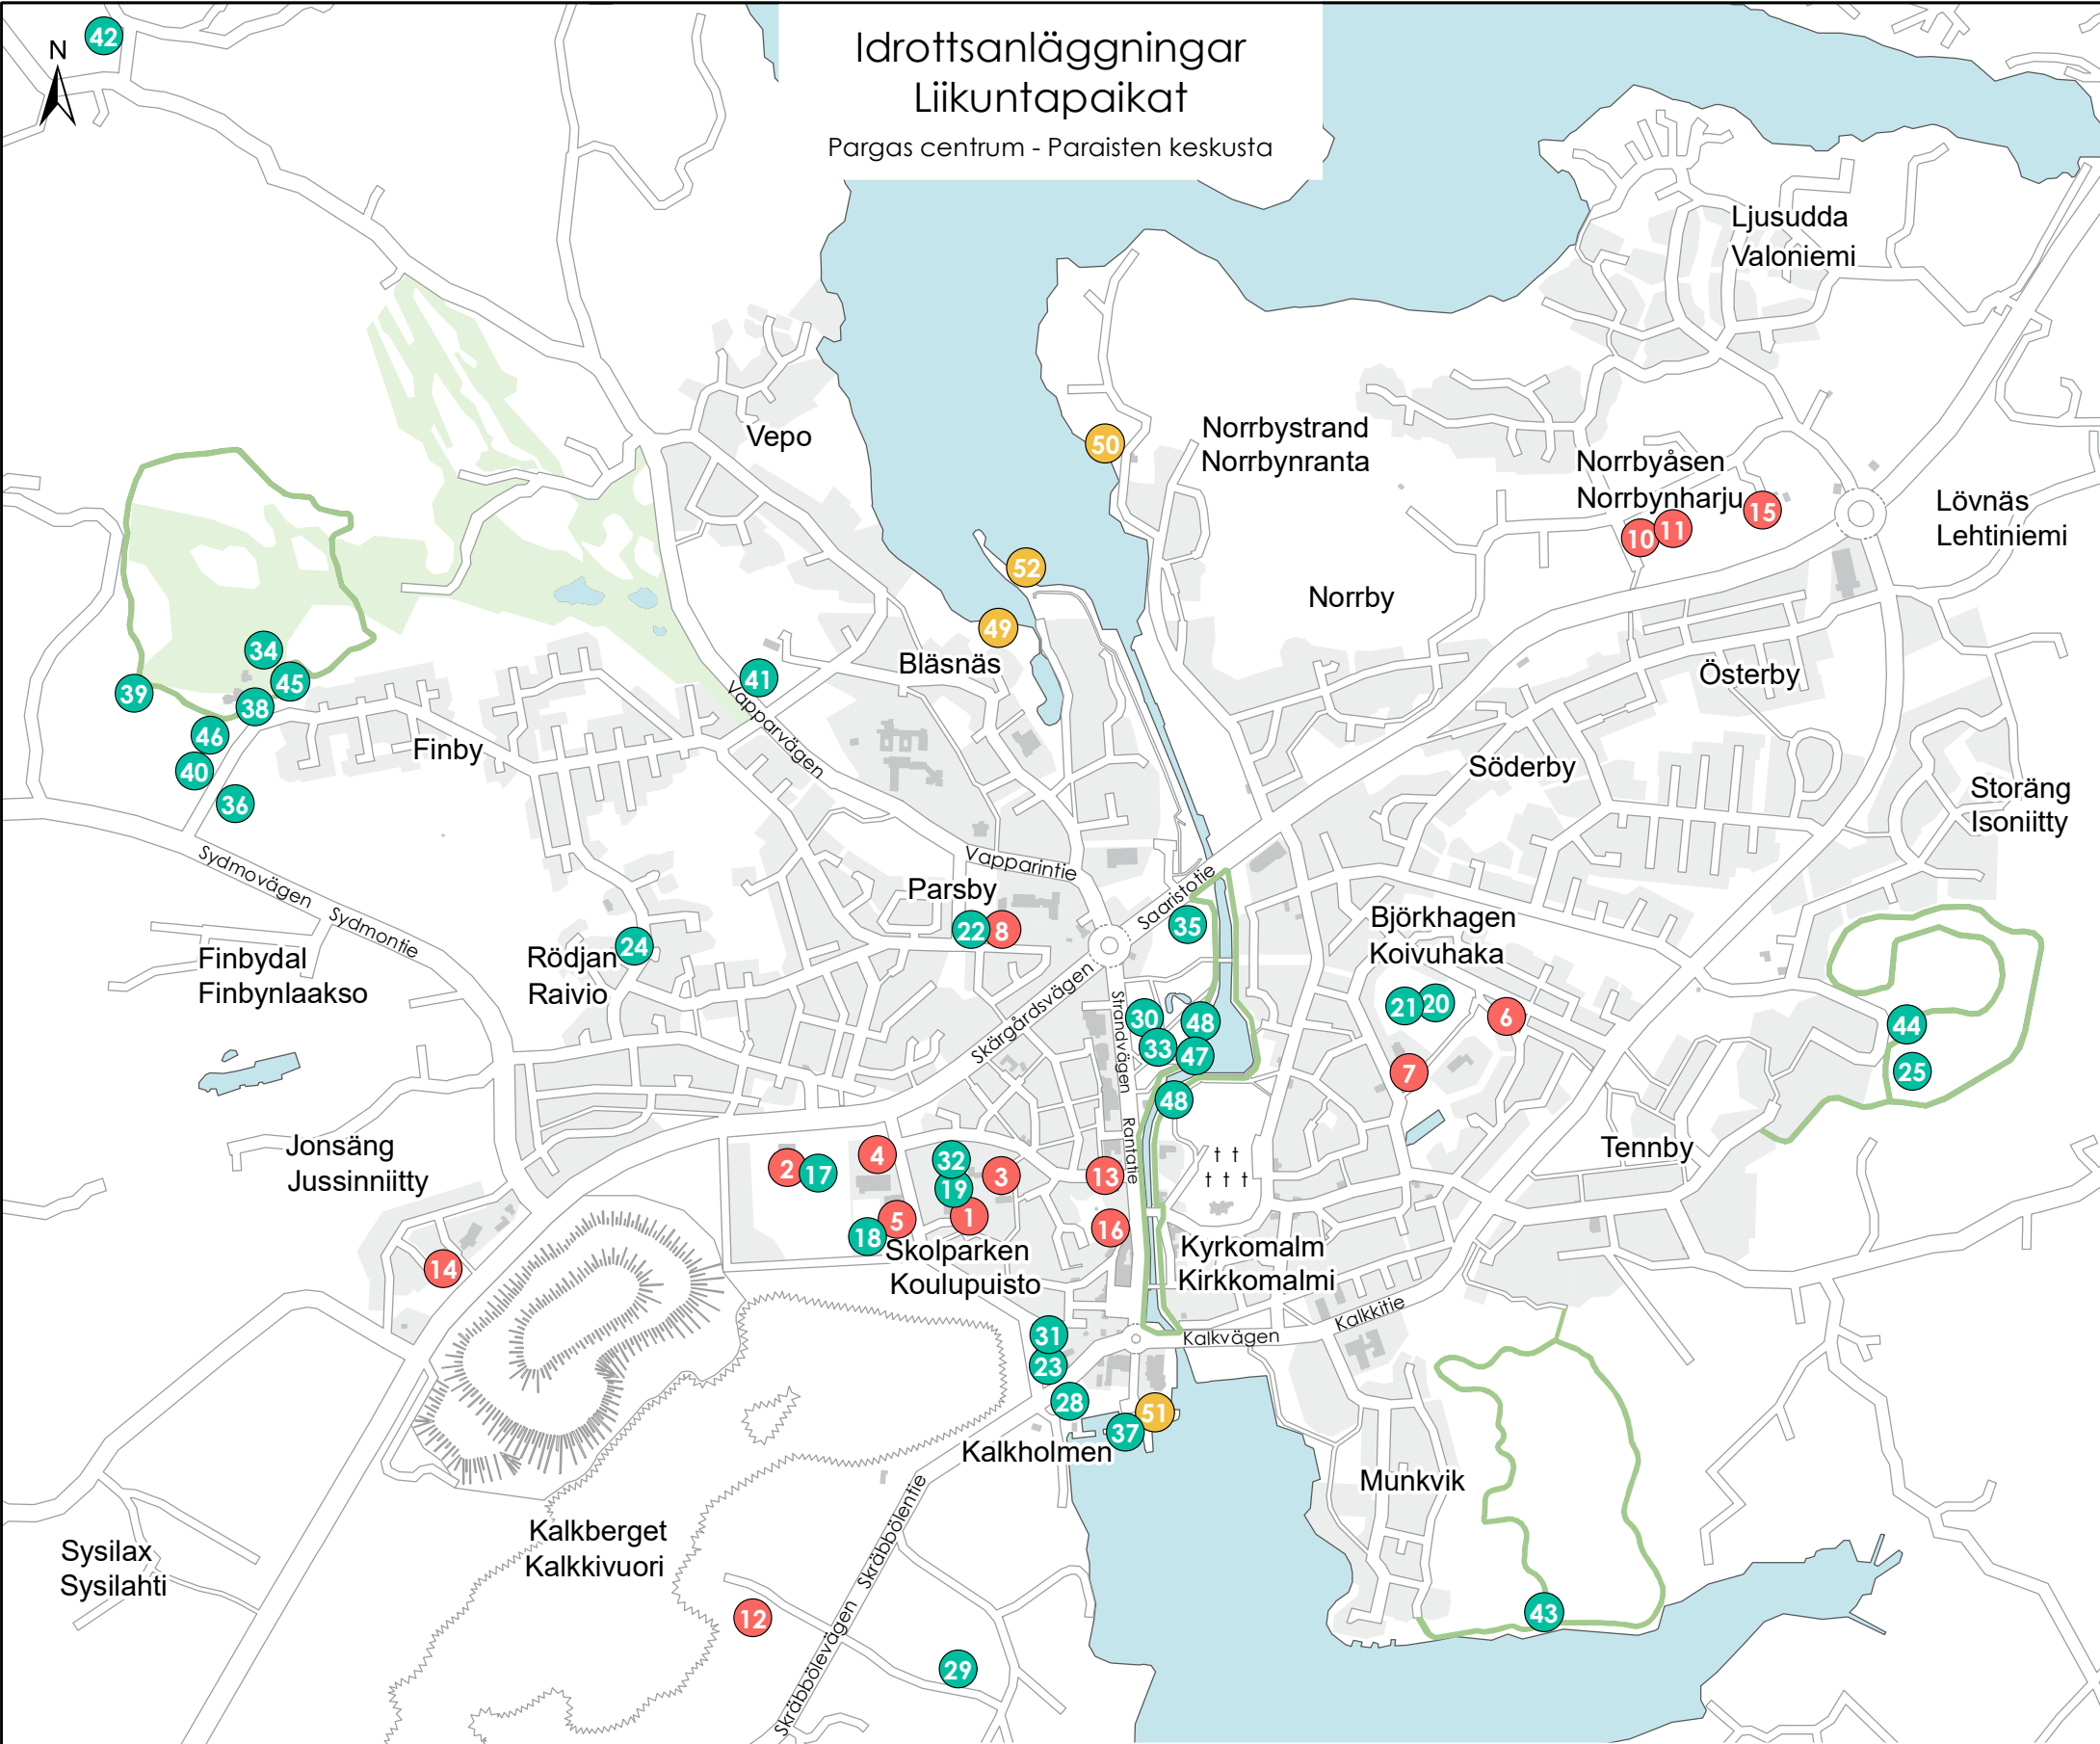 Idrottsanläggningar
Liikuntapaikat
Pargas centrum - Paraisten keskusta
42
N
Ljusudda
Valoniemi
Vepo
50
Norrbystrand
Norrbynranta
Norrbyåsen
Norrbynharju
15
10
11
Lövnäs
Lehtiniemi
52
Norrby
49
Bläsnäs
34
45
39
38
41
Vapparvägen
Österby
46
40
36
Finby
Söderby
Storäng
Isoniitty
Sydmovägen
Sydmontie
Vapparintie
Parsby
22
8
Saaristotie
35
Björkhagen
Koivuhaka
Finbydal
Finbynlaakso
Rödjan
Raivio
24
Skärgårdsvägen
Strandvägen
30
48
33
47
48
21
20
6
7
44
25
Jonsäng
Jussinniitty
2
17
4
32
19
3
1
5
18
13
Rantatie
16
† †
† † †
Tennby
14
Skolparken
Koulupuisto
Kyrkomalm
Kirkkomalmi
31
23
28
37
51
Kalkvägen
Kalkkitie
Kalkholmen
Munkvik
Kalkberget
Kalkkivuori
Skräbbölentie
Skräbbölevägen
Sysilax
Sysilahti
12
29
43